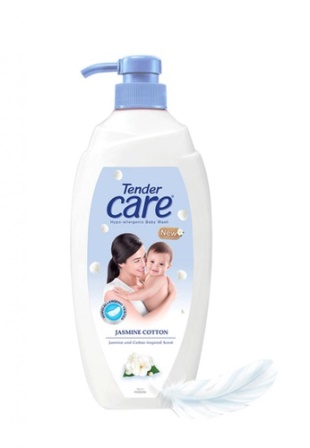 Tender
care®
Hypo-allergenic Baby Wash
New
JASMINE COTTON
Jasmine and Cotton Inspired Scent